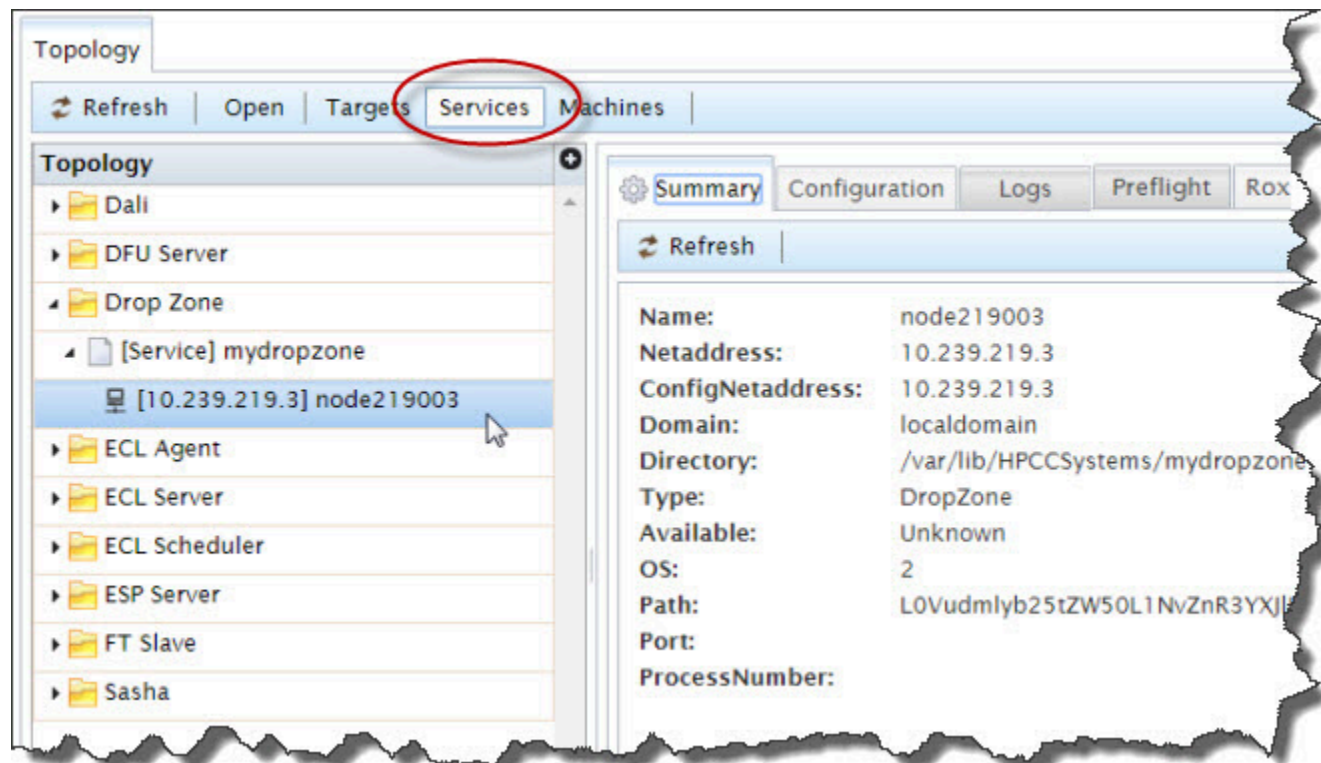 Topology
Refresh Open Targets Services Machines
Topology
Dali
DFU Server
Drop Zone
[Service] mydropzone
[10.239.219.3] node219003
ECL Agent
ECL Server
ECL Scheduler
ESP Server
FT Slave
Sasha
Summary Configuration Logs Preflight Rox
Refresh
Name: node219003
Netaddress: 10.239.219.3
ConfigNetaddress: 10.239.219.3
Domain: localdomain
Directory: /var/lib/HPCCSystems/mydropzone
Type: DropZone
Available: Unknown
OS: 2
Path:
Port:
ProcessNumber: